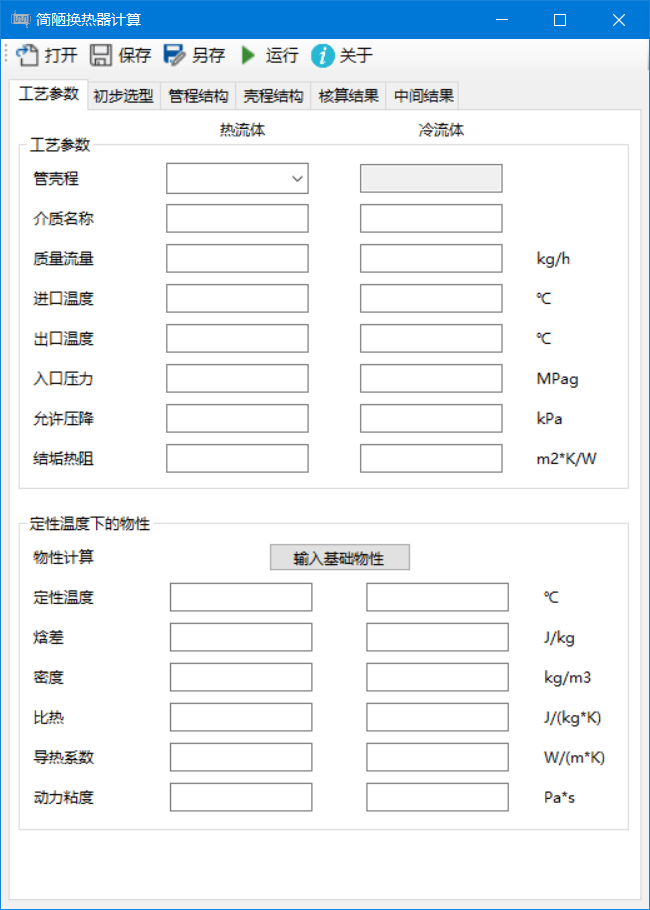 简陋换热器计算
打开 保存 另存 运行 关于
工艺参数 初步选型 管程结构 壳程结构 核算结果 中间结果
热流体 冷流体
工艺参数
管壳程
介质名称
质量流量 kg/h
进口温度 ℃
出口温度 ℃
入口压力 MPag
允许压降 kPa
结垢热阻 m2*K/W
定性温度下的物性
物性计算 输入基础物性
定性温度 ℃
焓差 J/kg
密度 kg/m3
比热 J/(kg*K)
导热系数 W/(m*K)
动力粘度 Pa*s